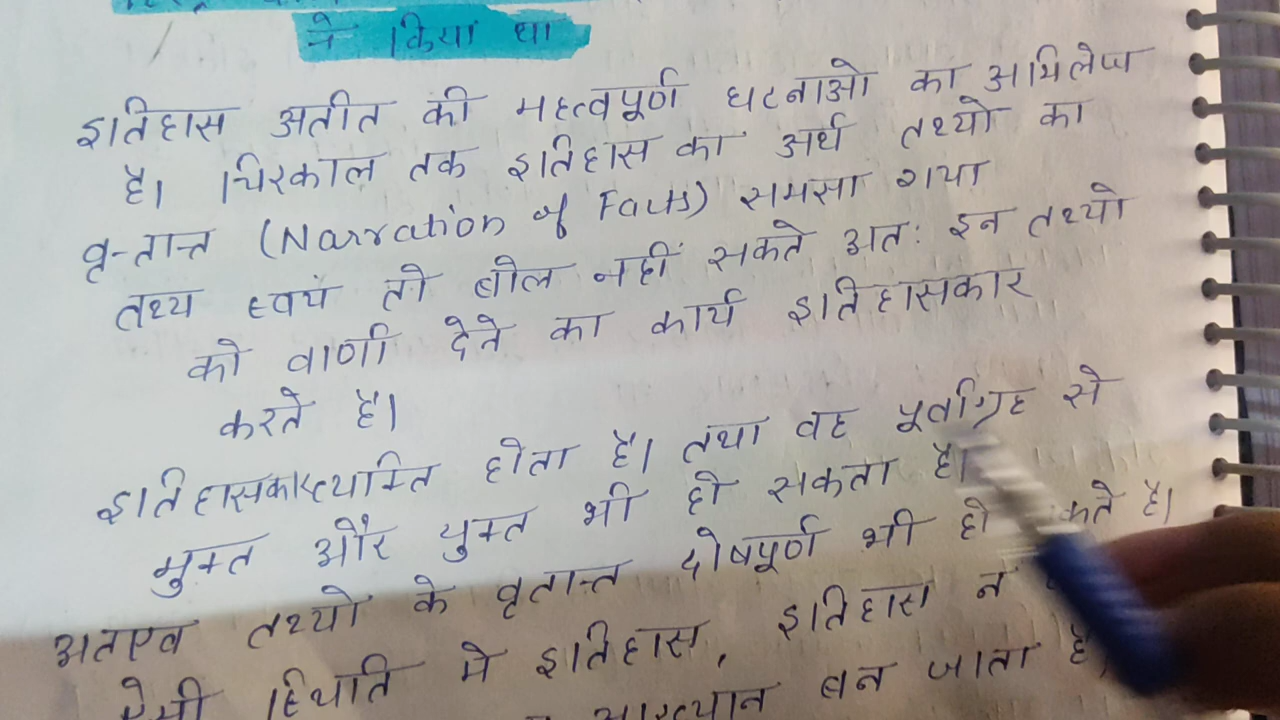 ने किया था
इतिहास अतीत की महत्वपूर्ण घटनाओ का अभिलेख
है। चिरकाल तक इतिहास का अर्थ तथ्यो का
वृ-तान्त (Narration of Facts) समसा गया
तथ्य स्वयं तो बोल नहीं सकते अतः इन तथ्यो
को वाणी देने का कार्य इतिहासकार
करते है।
इतिहासकार व्यक्ति होता है। तथा वह पूर्वाग्रह से
मुक्त और युक्त भी हो सकता है।
अतएव तथ्यो के वृतान्त दोषपूर्ण भी हो सकते है।
ऐसी स्थिति मे इतिहास, इतिहास न
आख्यान बन जाता है